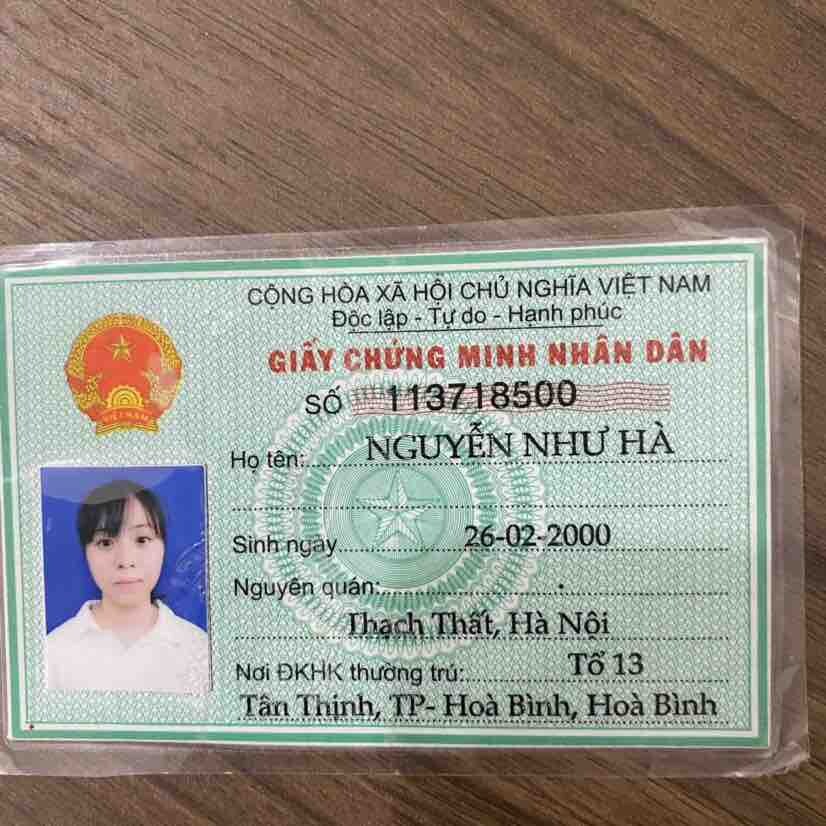 CỘNG HÒA XÃ HỘI CHỦ NGHĨA VIỆT NAM
Độc lập - Tự do - Hạnh phúc
GIẤY CHỨNG MINH NHÂN DÂN
SỐ 113718500
Họ tên: NGUYỄN NHƯ HÀ
Sinh ngày 26-02-2000
Nguyên quán:
Thạch Thất, Hà Nội
Nơi ĐKHK thường trú: Tổ 13
Tân Thịnh, TP- Hoà Bình, Hoà Bình
VIỆT NAM